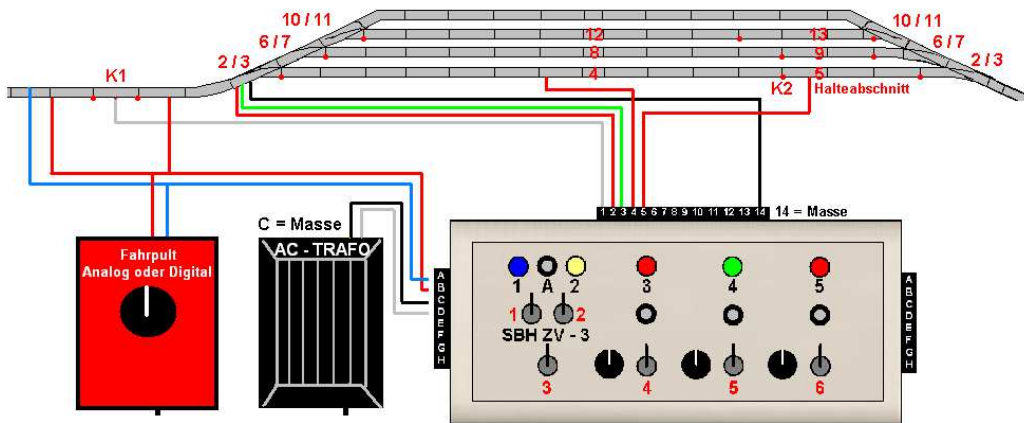 10 / 11
10 / 11
12
13
6 / 7
6 / 7
8
9
2 / 3
2 / 3
4
5
K1
K2
Halteabschnitt
1 2 3 4 5 6 7 8 9 10 11 12 13 14
14 = Masse
C = Masse
AC - TRAFO
Fahrpult
Analog oder Digital
A
B
C
D
E
F
G
H
A
B
C
D
E
F
G
H
1 A 2 3 4 5
1 2
SBH ZV - 3
3 4 5 6